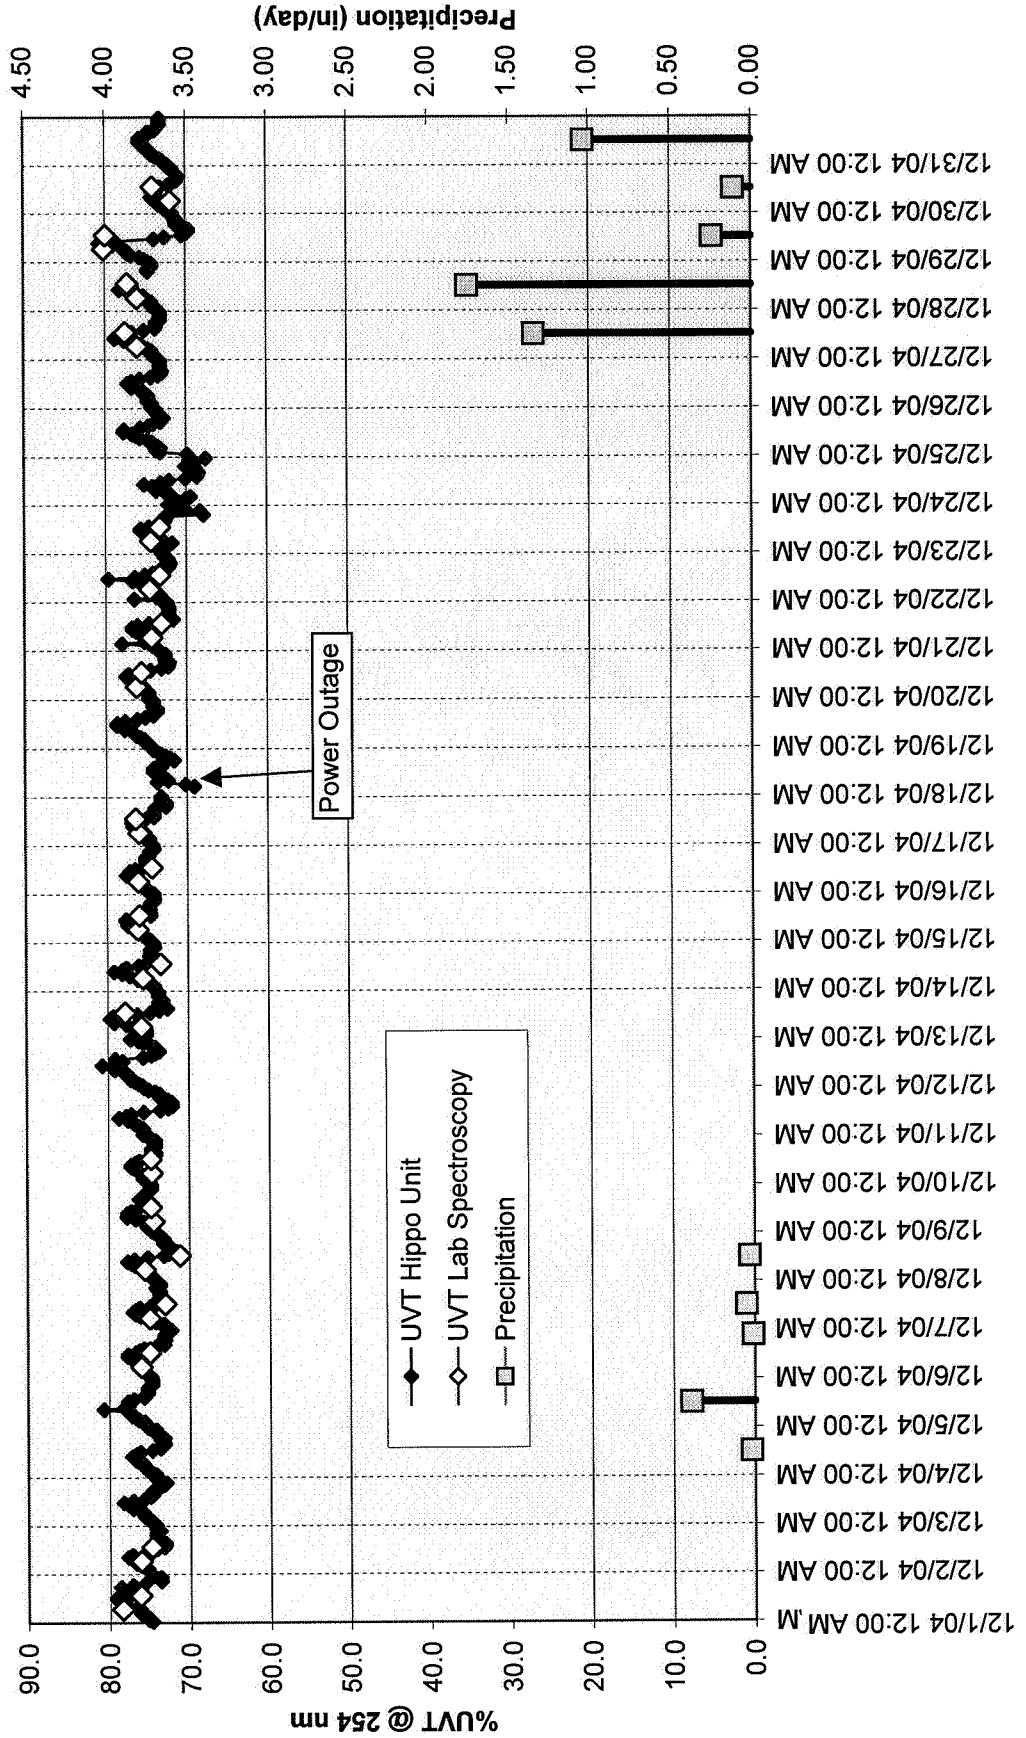 %UVT @ 254 nm
90.0
80.0
70.0
60.0
50.0
40.0
30.0
20.0
10.0
0.0
Power Outage
UVT Hippo Unit
UVT Lab Spectroscopy
Precipitation
Precipitation (in/day)
4.50
4.00
3.50
3.00
2.50
2.00
1.50
1.00
0.50
0.00
12/1/04 12:00 AM
12/2/04 12:00 AM
12/3/04 12:00 AM
12/4/04 12:00 AM
12/5/04 12:00 AM
12/6/04 12:00 AM
12/7/04 12:00 AM
12/8/04 12:00 AM
12/9/04 12:00 AM
12/10/04 12:00 AM
12/11/04 12:00 AM
12/12/04 12:00 AM
12/13/04 12:00 AM
12/14/04 12:00 AM
12/15/04 12:00 AM
12/16/04 12:00 AM
12/17/04 12:00 AM
12/18/04 12:00 AM
12/19/04 12:00 AM
12/20/04 12:00 AM
12/21/04 12:00 AM
12/22/04 12:00 AM
12/23/04 12:00 AM
12/24/04 12:00 AM
12/25/04 12:00 AM
12/26/04 12:00 AM
12/27/04 12:00 AM
12/28/04 12:00 AM
12/29/04 12:00 AM
12/30/04 12:00 AM
12/31/04 12:00 AM